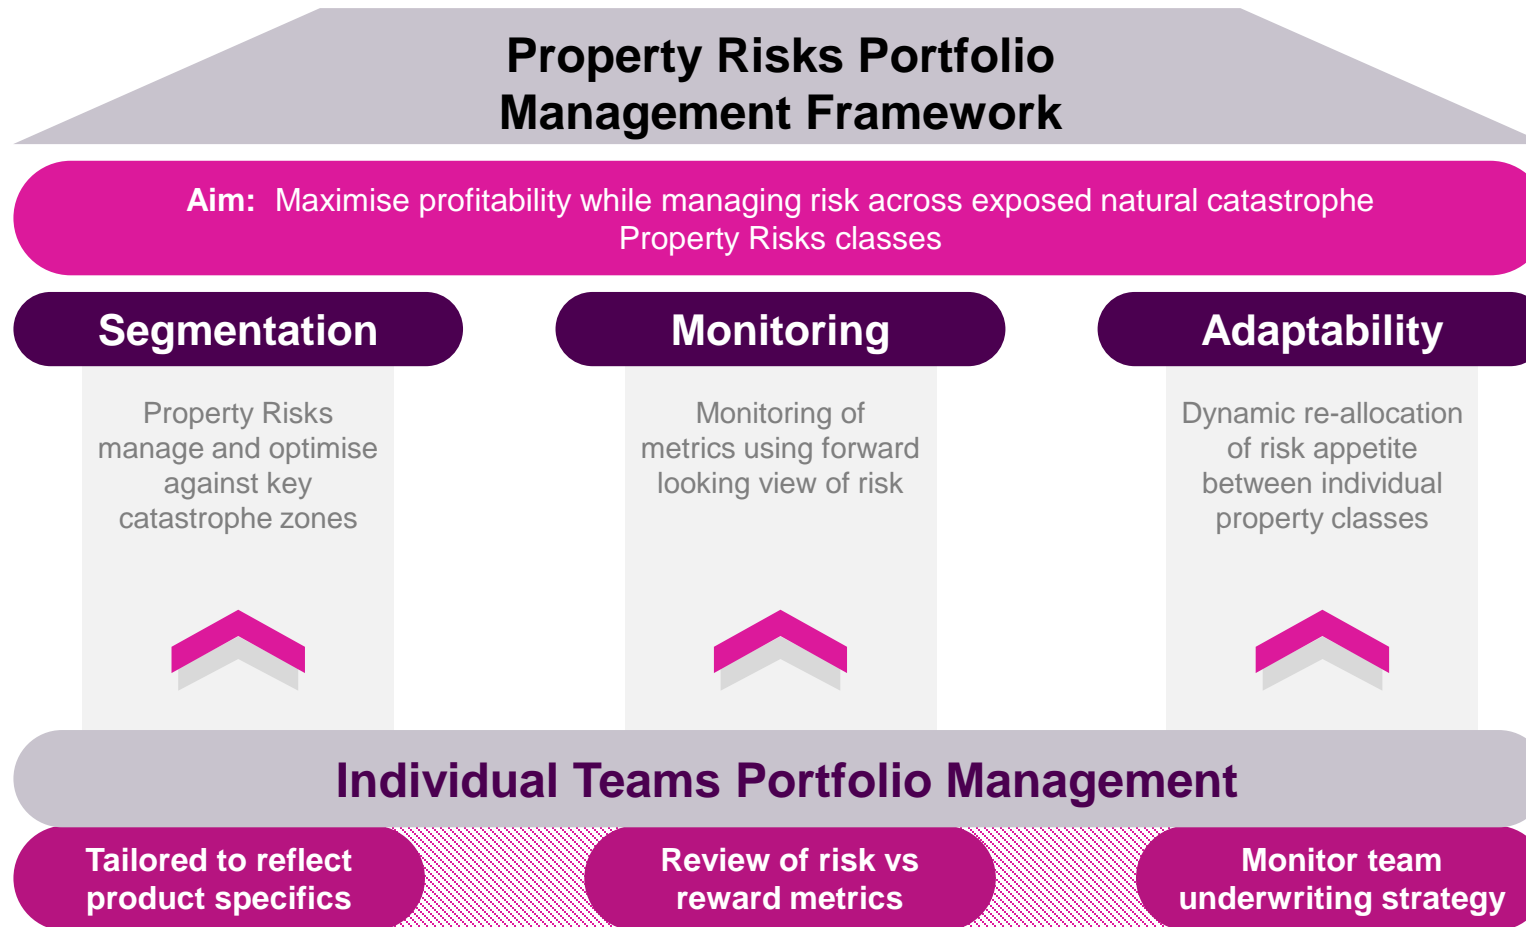 Property Risks Portfolio
Management Framework
Aim: Maximise profitability while managing risk across exposed natural catastrophe
Property Risks classes
Segmentation
Property Risks
manage and optimise
against key
catastrophe zones
Monitoring
Monitoring of
metrics using forward
looking view of risk
Adaptability
Dynamic re-allocation
of risk appetite
between individual
property classes
Individual Teams Portfolio Management
Tailored to reflect
product specifics
Review of risk vs
reward metrics
Monitor team
underwriting strategy